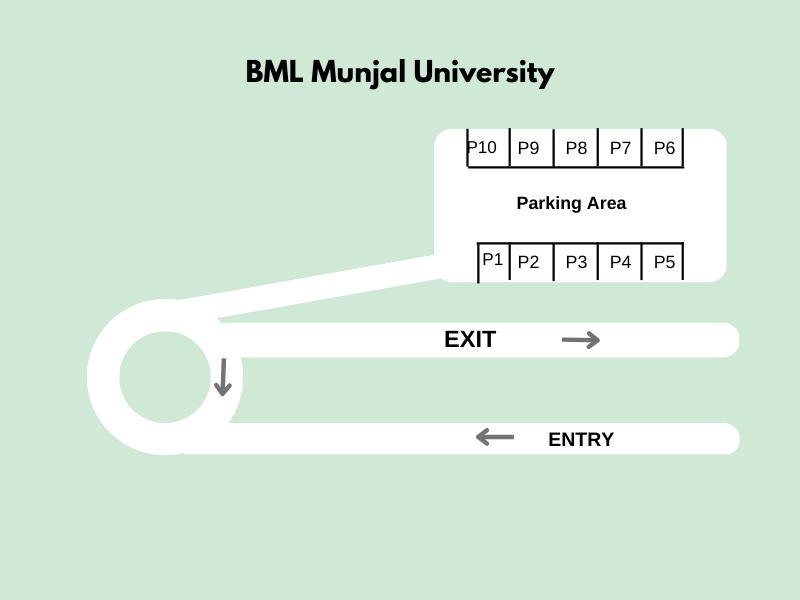 BML Munjal University
P10 P9 P8 P7 P6
Parking Area
P1 P2 P3 P4 P5
EXIT
ENTRY